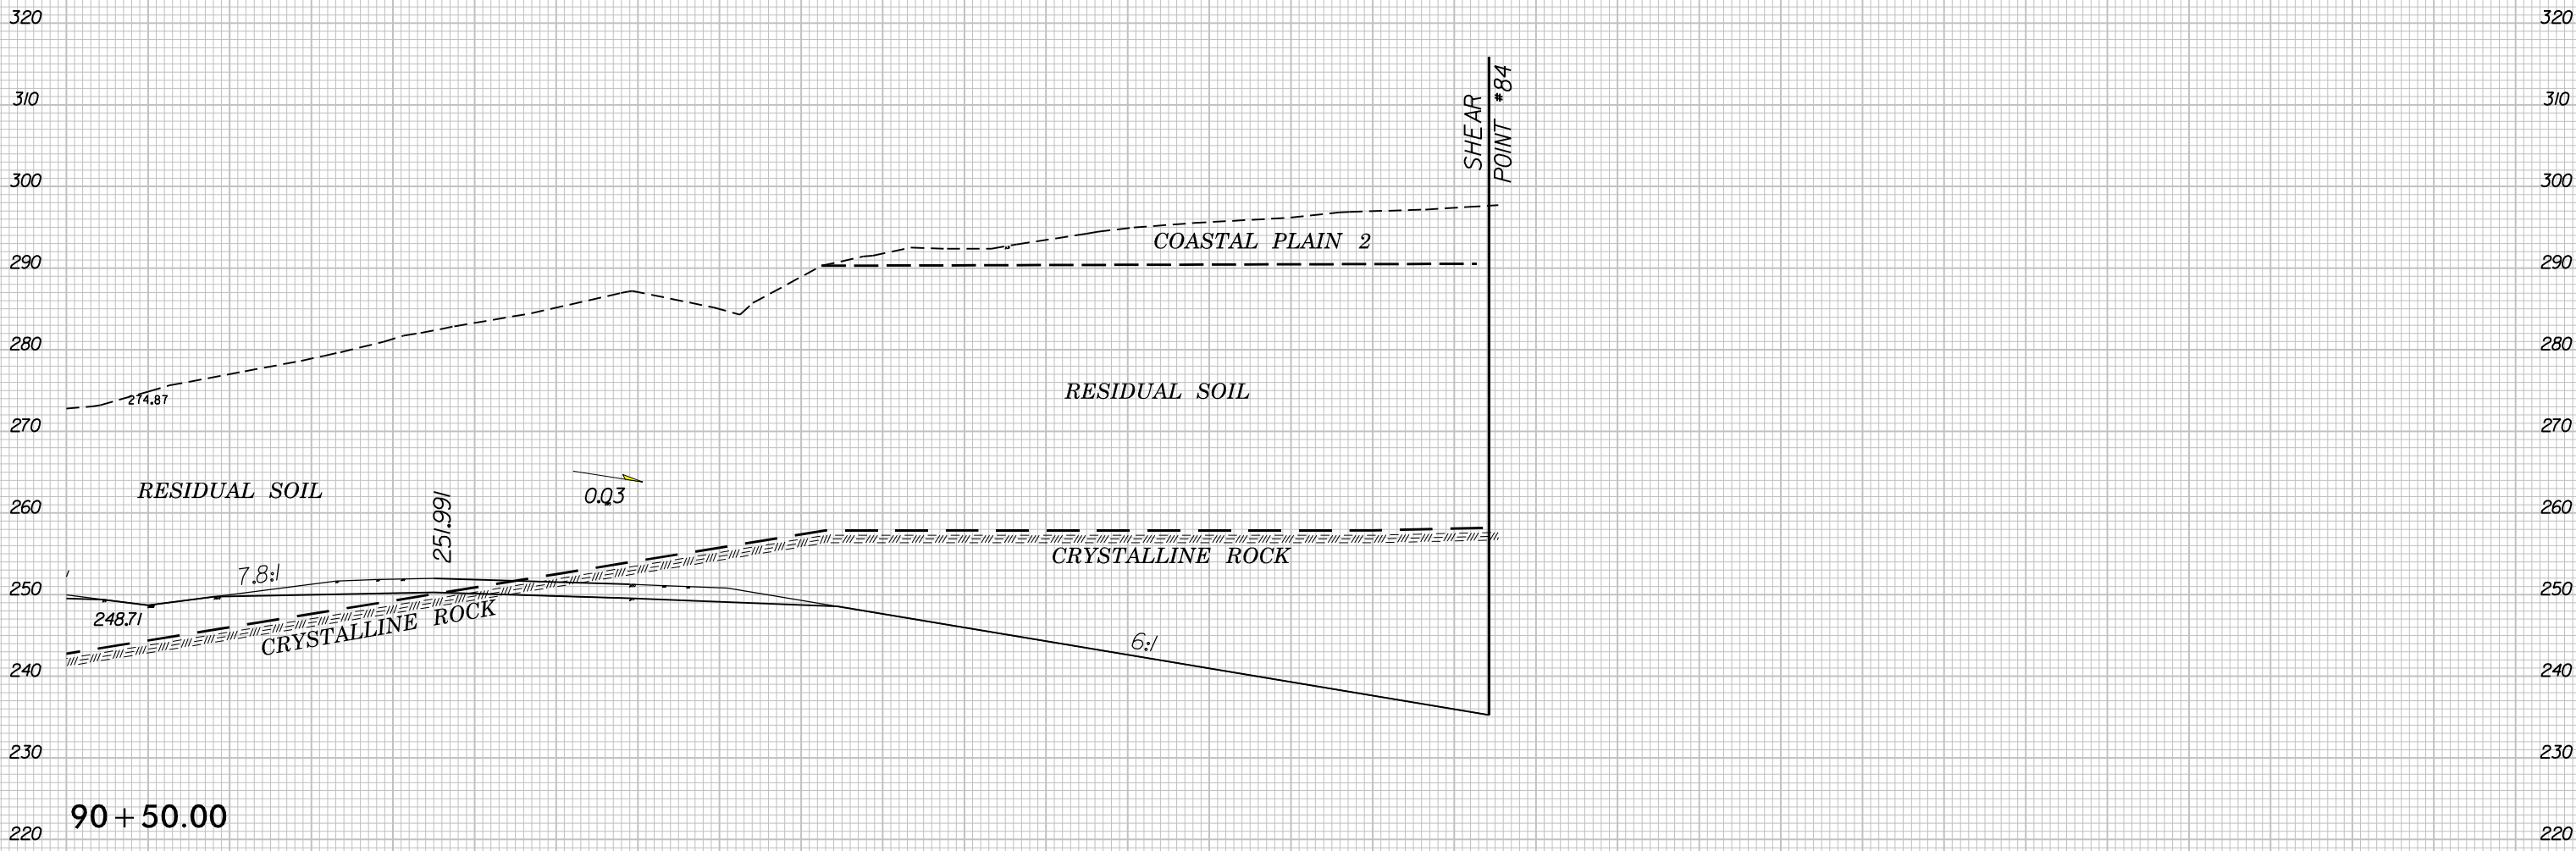 320 320
310 310
300 300
290 290
280 280
270 270
260 260
250 250
240 240
230 230
220 220
SHEAR
POINT #84
COASTAL PLAIN 2
RESIDUAL SOIL
274.87
RESIDUAL SOIL
251.991
0.03
CRYSTALLINE ROCK
7.8:1
248.71
CRYSTALLINE ROCK
6:1
90+50.00